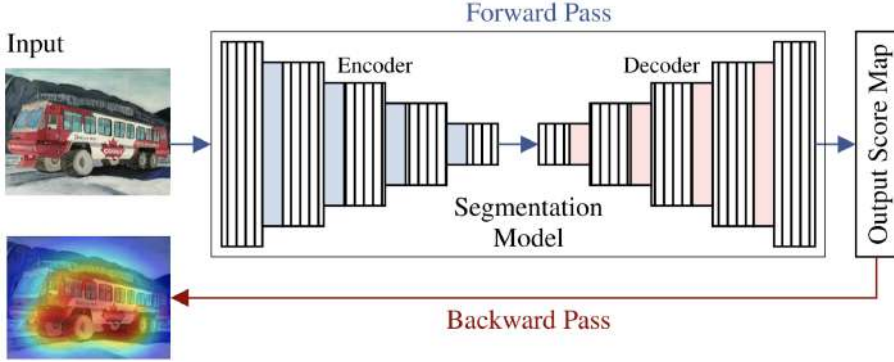 Forward Pass
Input
Encoder
Decoder
Segmentation
Model
Output Score Map
Backward Pass